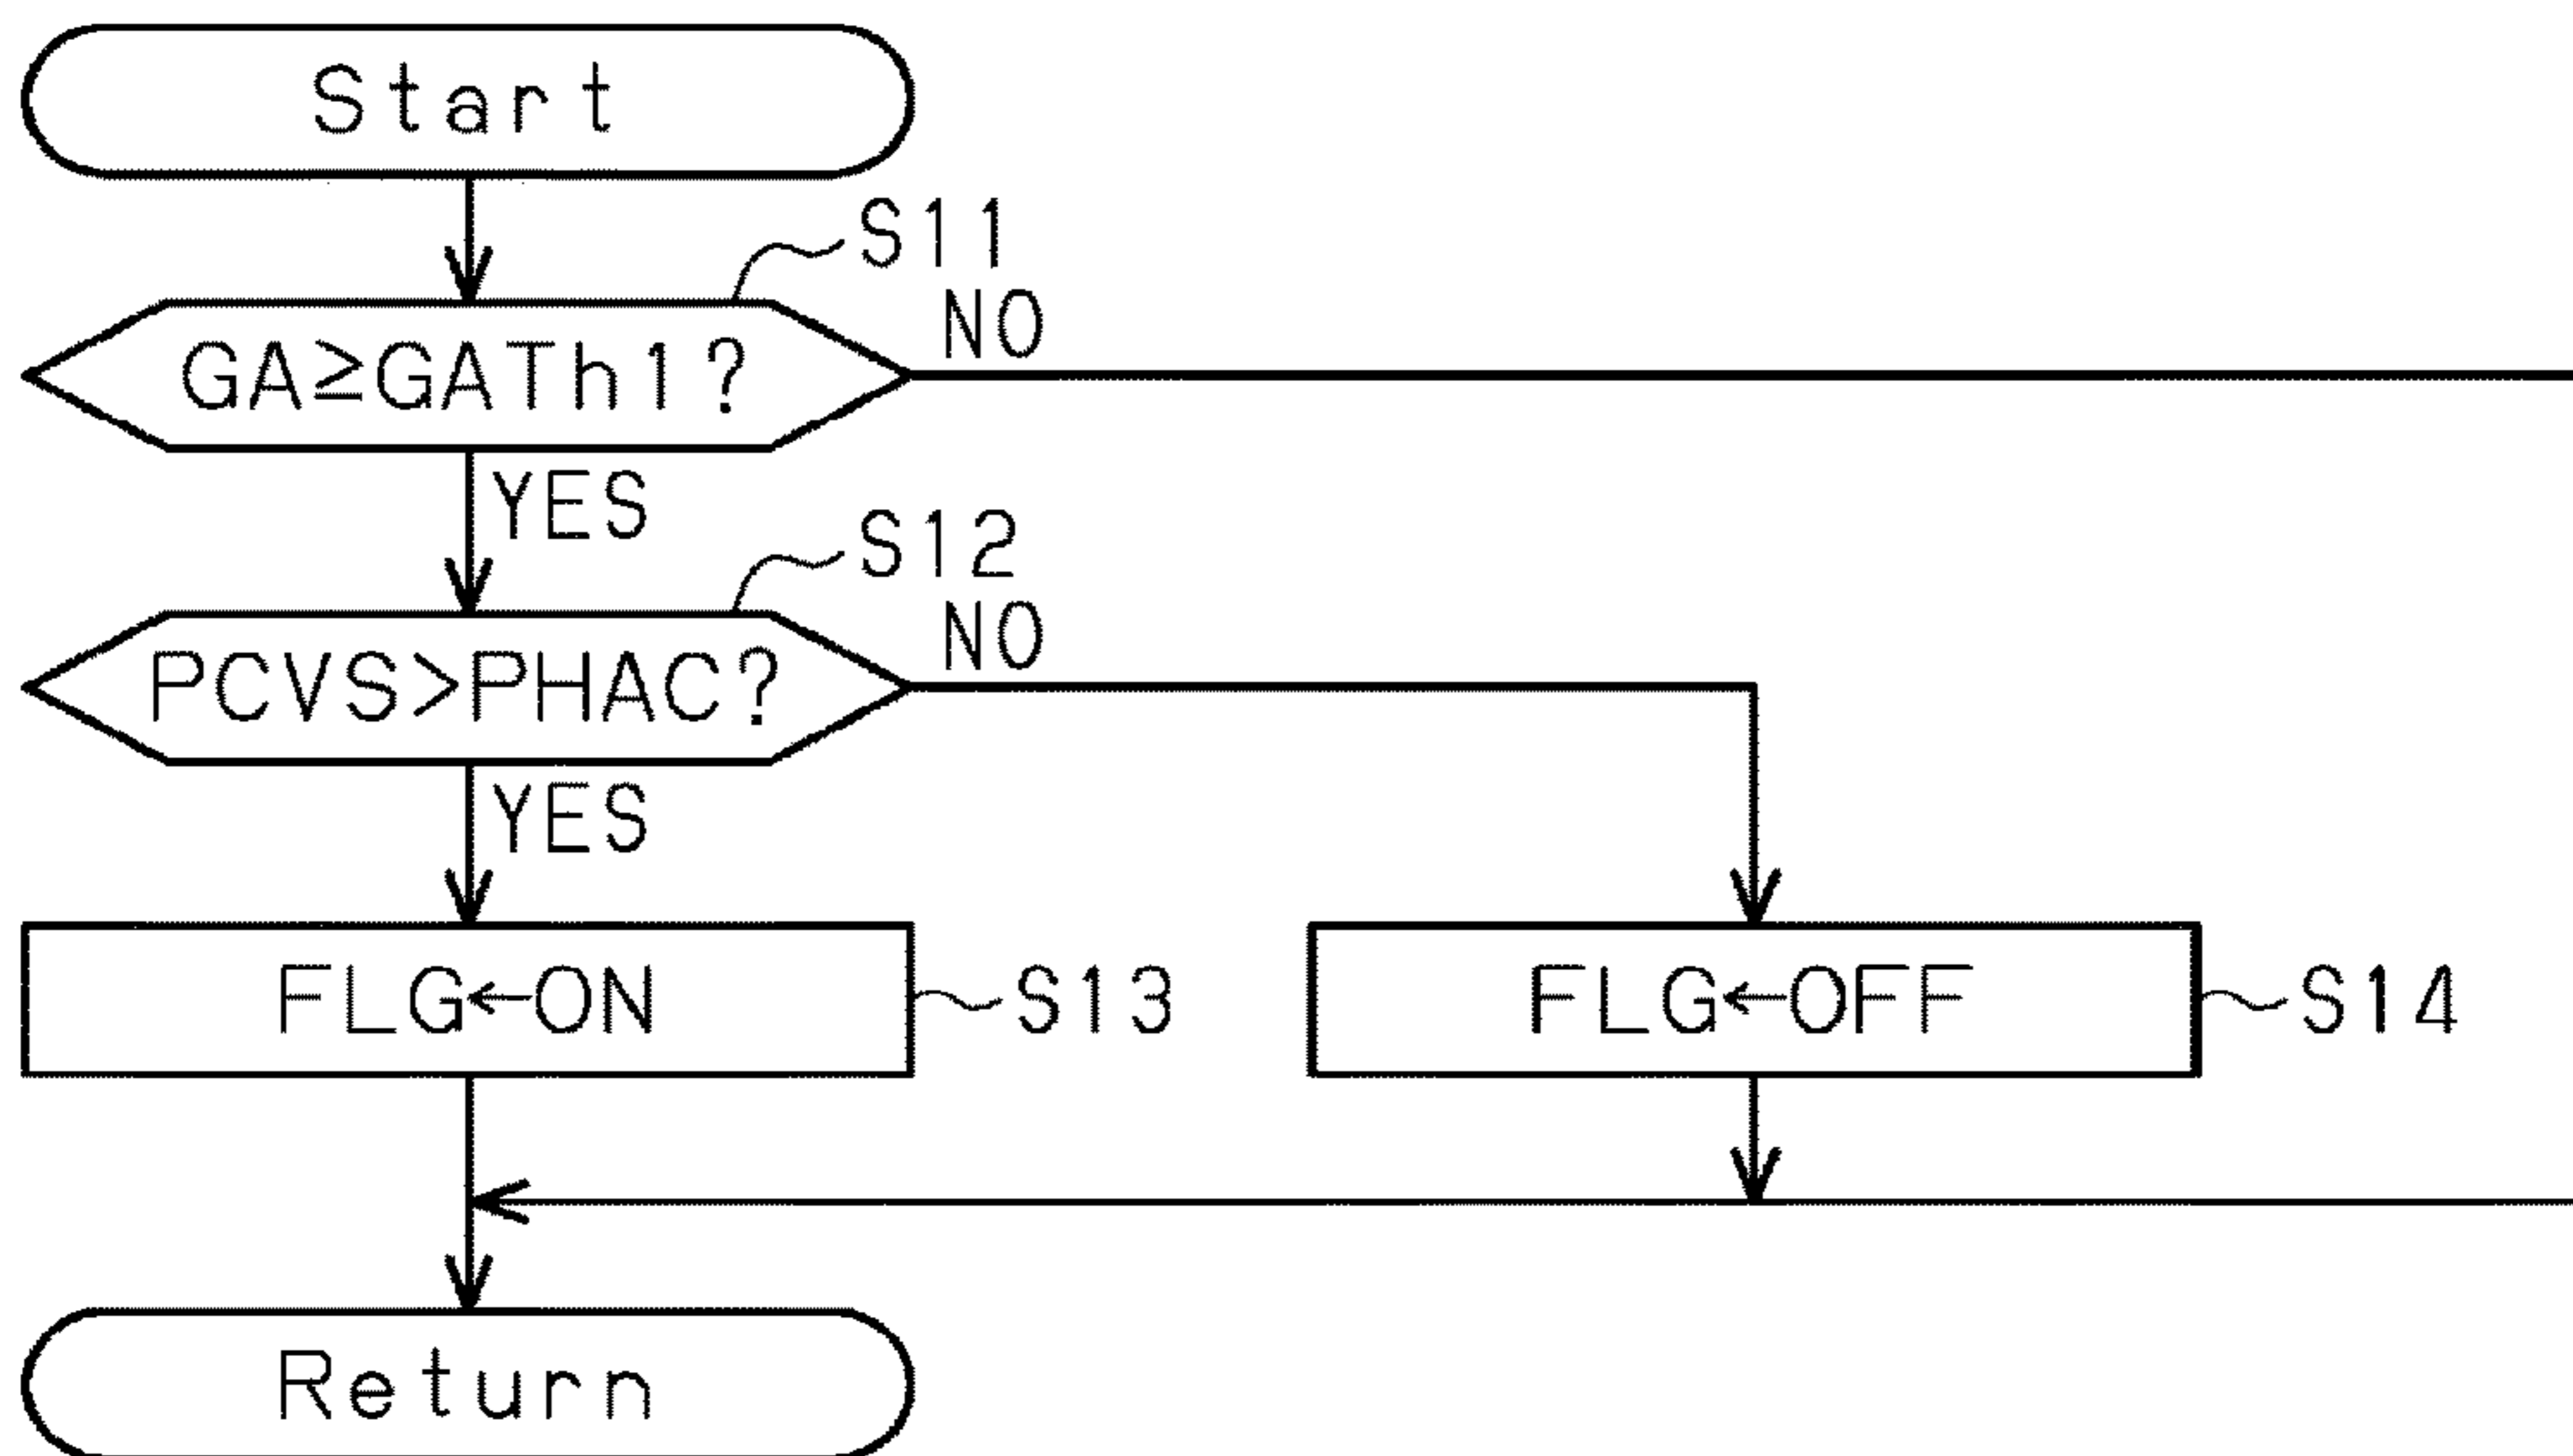 Start
S11
NO
GA≧GATh1?
YES
S12
NO
PCVS>PHAC?
YES
FLG←ON
S13
FLG←OFF
S14
Return